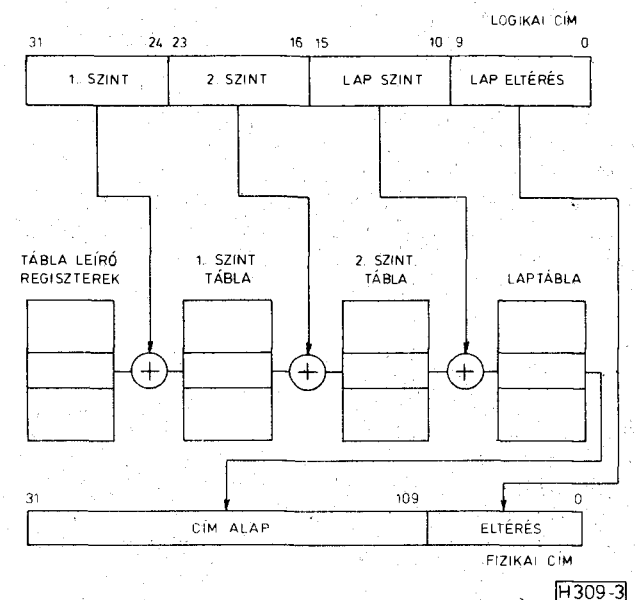 LOGIKAI CÍM
31 24 23 16 15 10 9 0
1. SZINT 2. SZINT LAP SZINT LAP ELTÉRÉS
TÁBLA LEÍRÓ
REGISZTEREK
1. SZINT
TÁBLA
2. SZINT
TÁBLA
LAPTÁBLA
+ + +
31 109 0
CÍM ALAP ELTÉRÉS
FIZIKAI CÍM
H309-3